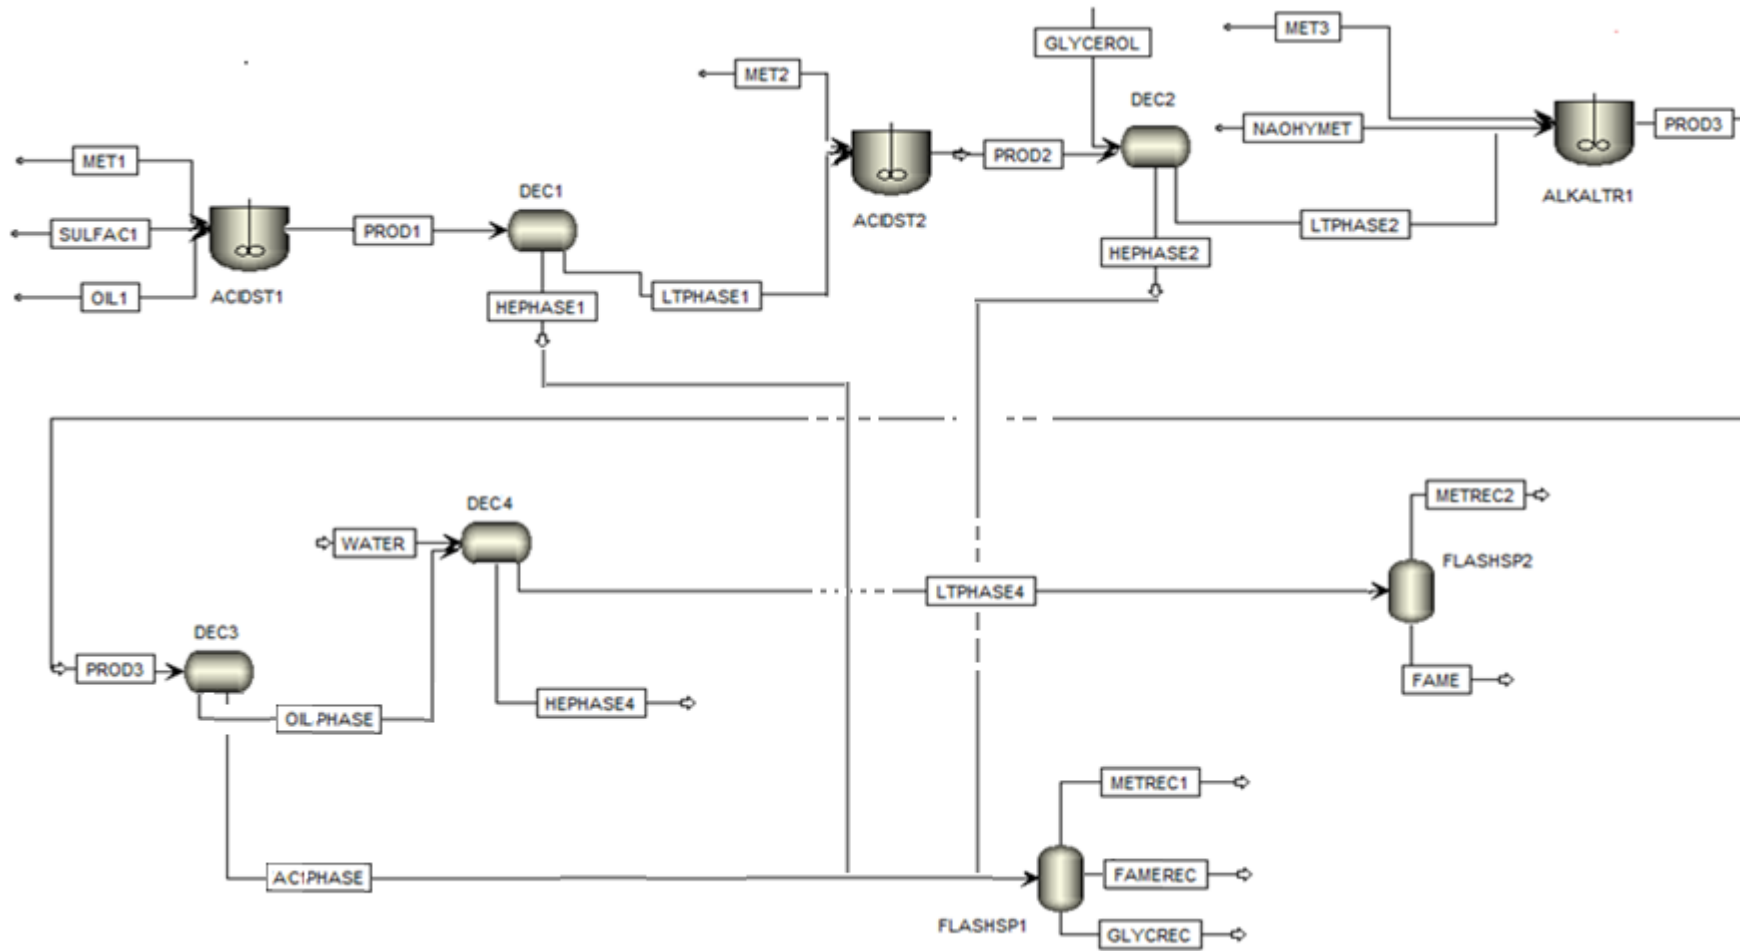 MET3
GLYCEROL
MET2
DEC2
NAOHYMET
PROD3
MET1
PROD2
DEC1
ACIDST2
ALKALTR1
SULFAC1
PROD1
LTPHASE2
HEPHASE2
OIL1
ACIDST1
LTPHASE1
HEPHASE1
METREC2
DEC4
WATER
FLASHSP2
LTPHASE4
DEC3
PROD3
FAME
HEPHASE4
OIL PHASE
METREC1
AC1PHASE
FAMEREC
FLASHSP1
GLYCREC